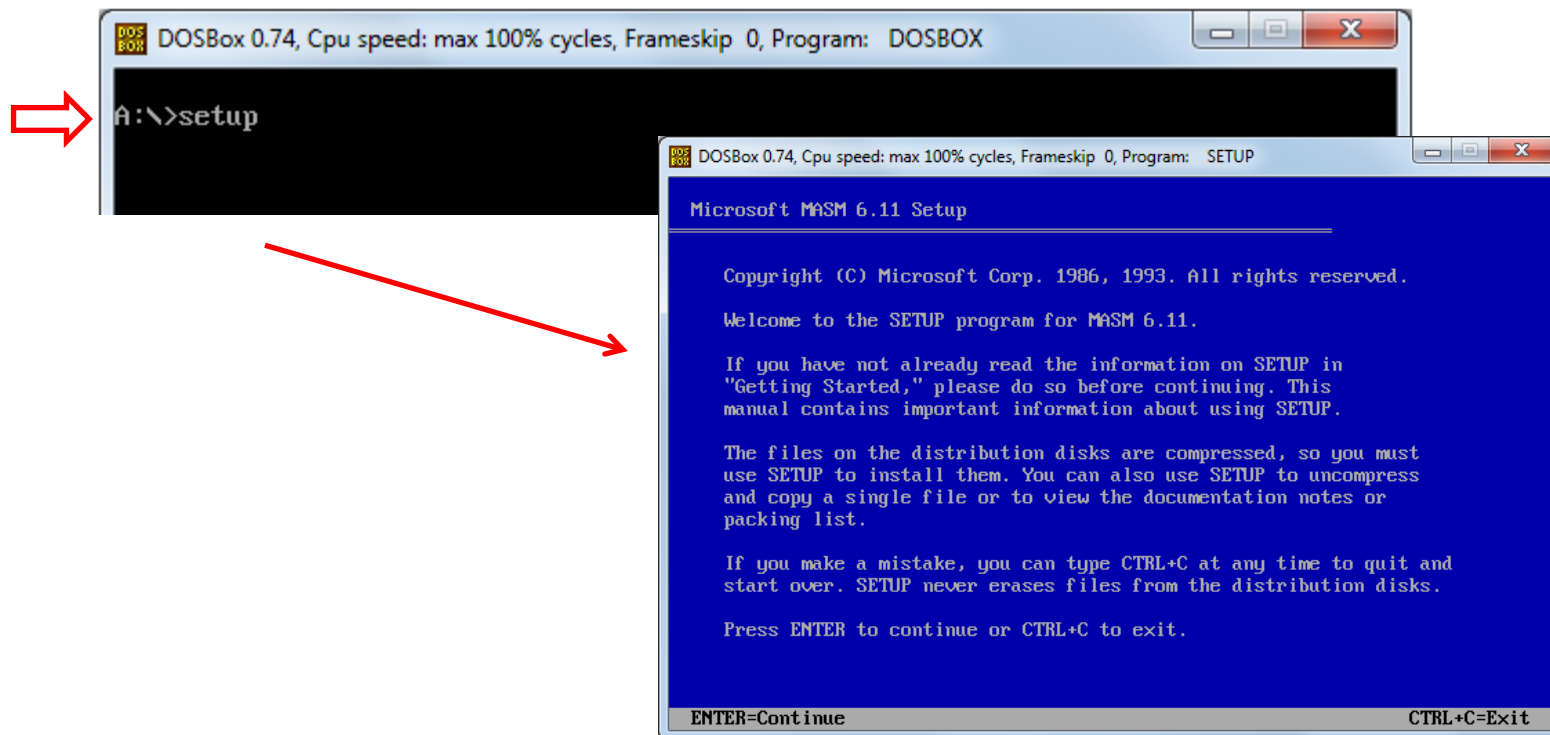 DOS BOX DOSBox 0.74, Cpu speed: max 100% cycles, Frameskip 0, Program: DOSBOX
A:\>setup
DOS BOX DOSBox 0.74, Cpu speed: max 100% cycles, Frameskip 0, Program: SETUP
Microsoft MASM 6.11 Setup
Copyright (C) Microsoft Corp. 1986, 1993. All rights reserved.
Welcome to the SETUP program for MASM 6.11.
If you have not already read the information on SETUP in
"Getting Started," please do so before continuing. This
manual contains important information about using SETUP.
The files on the distribution disks are compressed, so you must
use SETUP to install them. You can also use SETUP to uncompress
and copy a single file or to view the documentation notes or
packing list.
If you make a mistake, you can type CTRL+C at any time to quit and
start over. SETUP never erases files from the distribution disks.
Press ENTER to continue or CTRL+C to exit.
ENTER=Continue CTRL+C=Exit